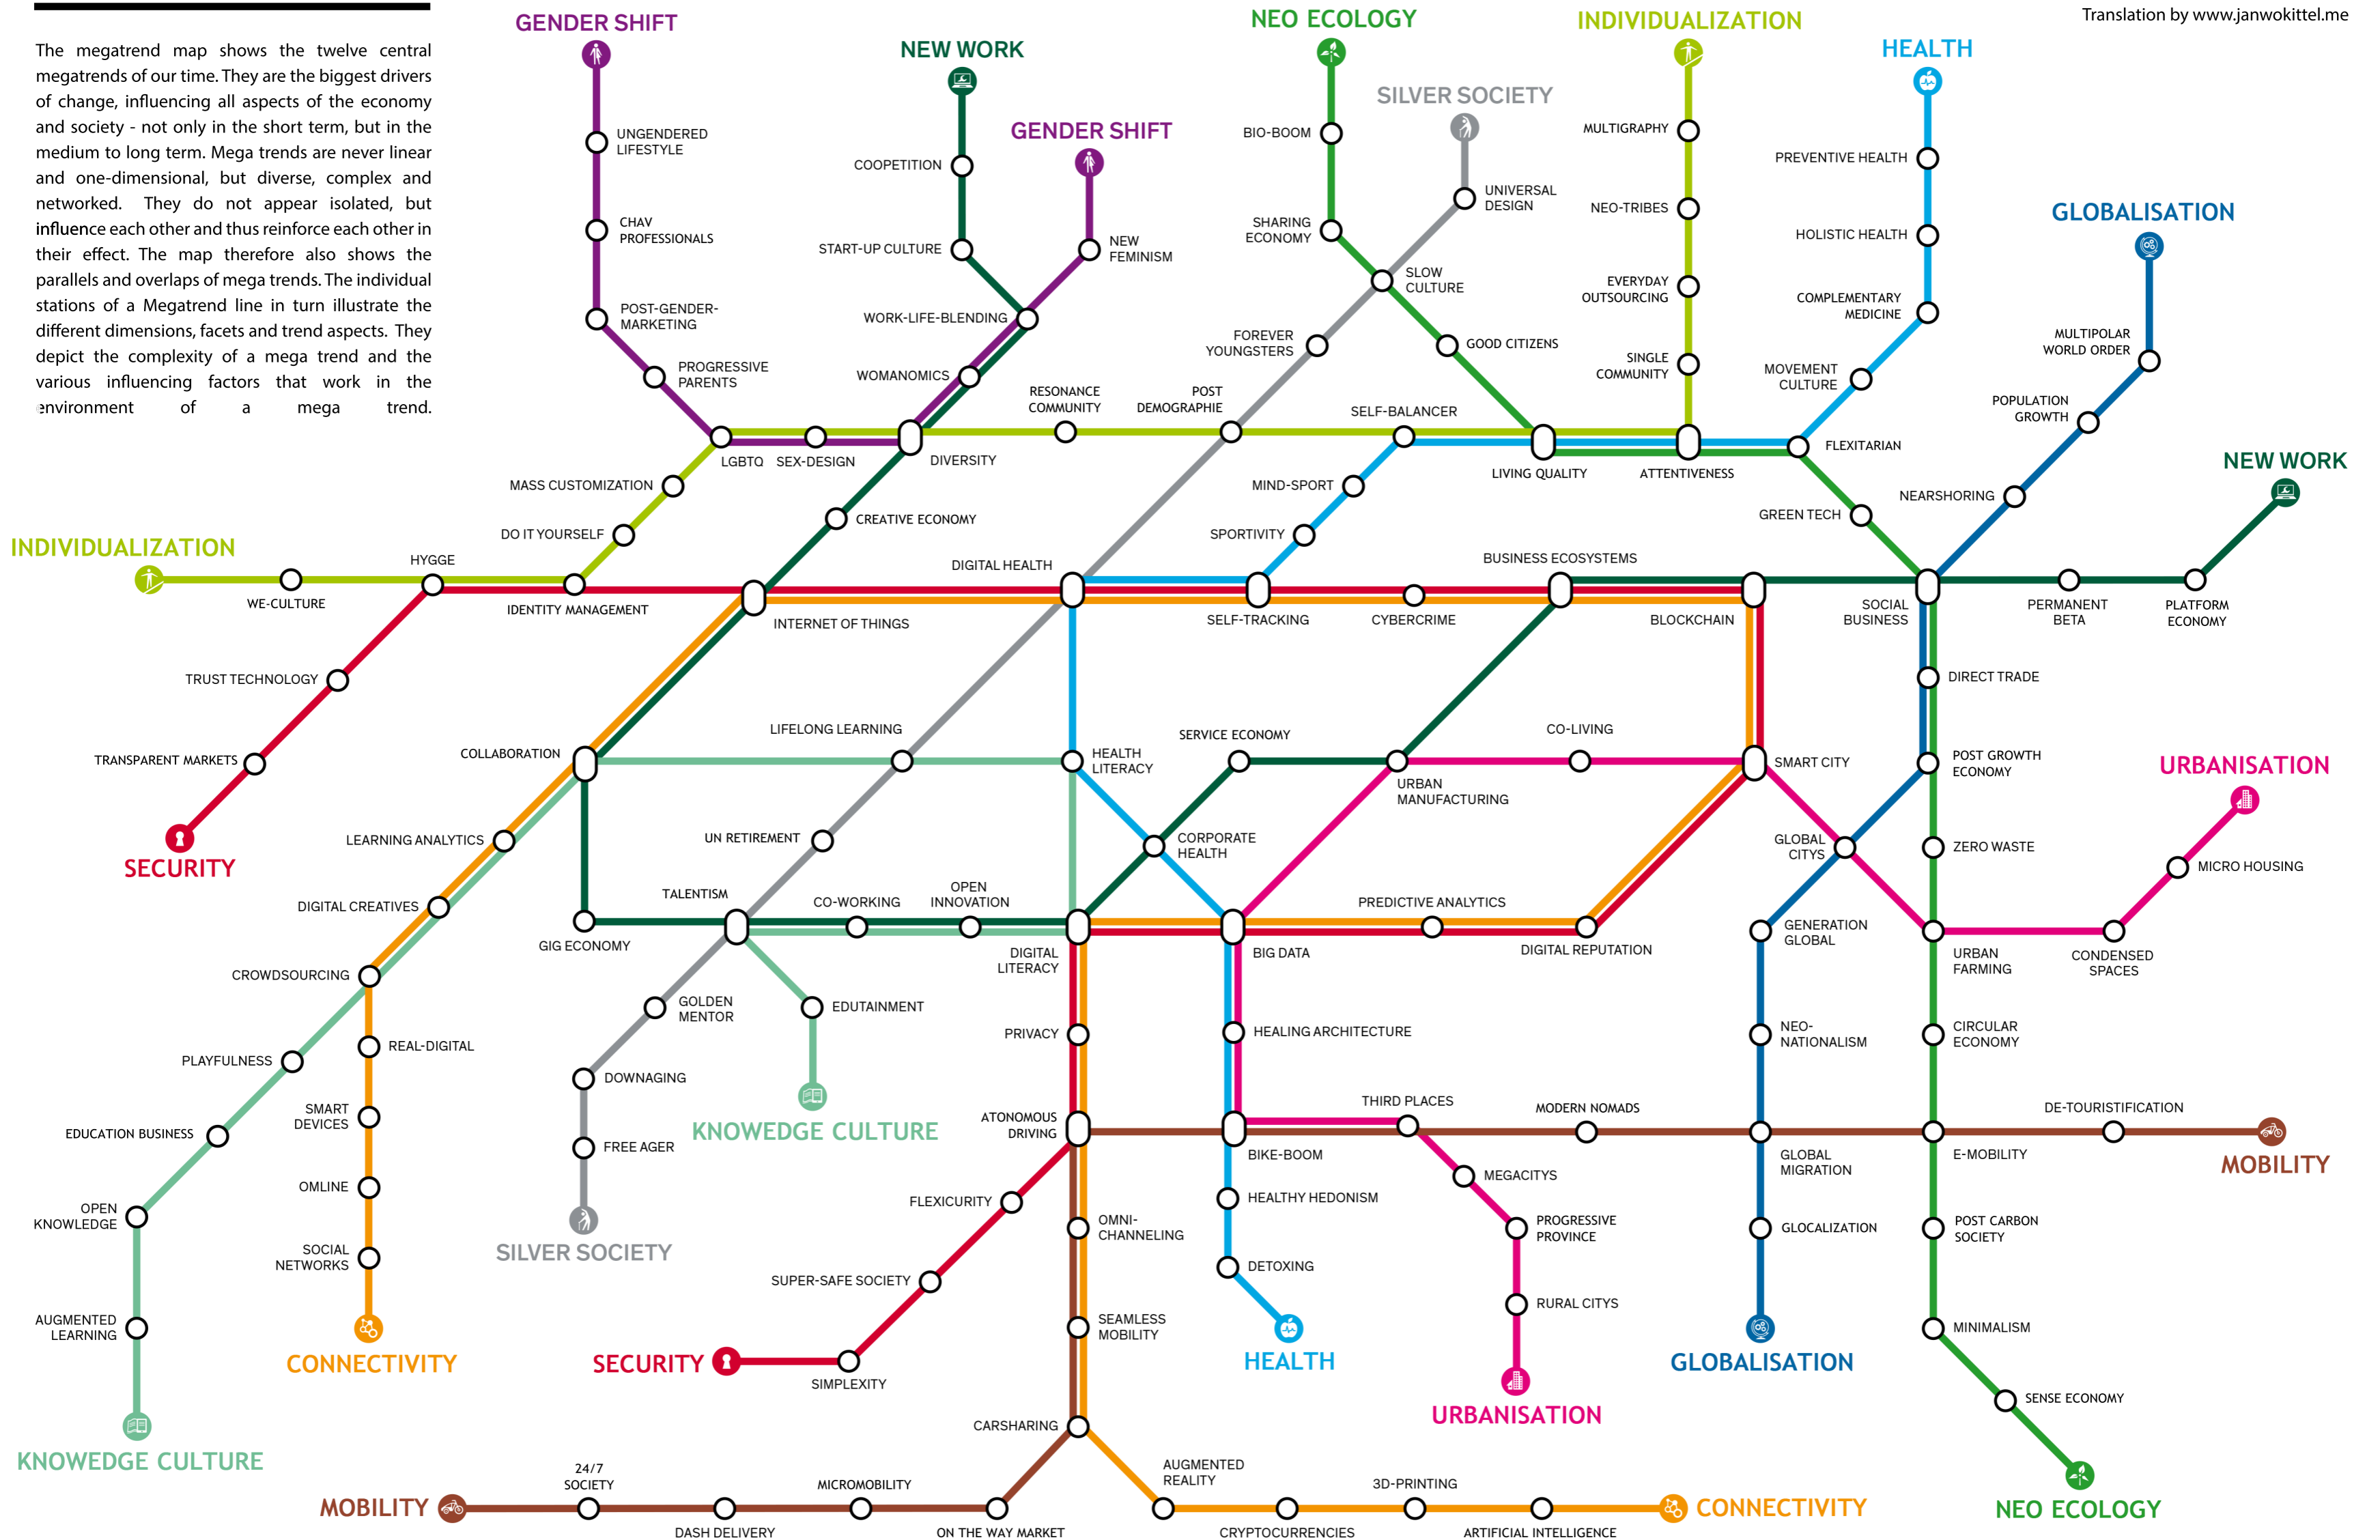 Translation by www.janwokittel.me
The megatrend map shows the twelve central
megatrends of our time. They are the biggest drivers
of change, influencing all aspects of the economy
and society - not only in the short term, but in the
medium to long term. Mega trends are never linear
and one-dimensional, but diverse, complex and
networked. They do not appear isolated, but
influence each other and thus reinforce each other in
their effect. The map therefore also shows the
parallels and overlaps of mega trends. The individual
stations of a Megatrend line in turn illustrate the
different dimensions, facets and trend aspects. They
depict the complexity of a mega trend and the
various influencing factors that work in the
environment of a mega trend.
GENDER SHIFT
UNGENDERED
LIFESTYLE
CHAV
PROFESSIONALS
POST-GENDER-
MARKETING
PROGRESSIVE
PARENTS
NEW WORK
COOPETITION
START-UP CULTURE
GENDER SHIFT
NEW
FEMINISM
WORK-LIFE-BLENDING
WOMANOMICS
NEO ECOLOGY
BIO-BOOM
SHARING
ECONOMY
SILVER SOCIETY
UNIVERSAL
DESIGN
SLOW
CULTURE
FOREVER
YOUNGSTERS
GOOD CITIZENS
INDIVIDUALIZATION
MULTIGRAPHY
NEO-TRIBES
EVERYDAY
OUTSOURCING
SINGLE
COMMUNITY
HEALTH
PREVENTIVE HEALTH
HOLISTIC HEALTH
COMPLEMENTARY
MEDICINE
MOVEMENT
CULTURE
GLOBALISATION
MULTIPOLAR
WORLD ORDER
POPULATION
GROWTH
NEARSHORING
NEW WORK
RESONANCE
COMMUNITY
POST
DEMOGRAPHIE
SELF-BALANCER
LGBTQ
SEX-DESIGN
DIVERSITY
LIVING QUALITY
ATTENTIVENESS
FLEXITARIAN
MASS CUSTOMIZATION
DO IT YOURSELF
CREATIVE ECONOMY
MIND-SPORT
SPORTIVITY
GREEN TECH
INDIVIDUALIZATION
WE-CULTURE
HYGGE
IDENTITY MANAGEMENT
INTERNET OF THINGS
DIGITAL HEALTH
SELF-TRACKING
CYBERCRIME
BUSINESS ECOSYSTEMS
BLOCKCHAIN
SOCIAL
BUSINESS
PERMANENT
BETA
PLATFORM
ECONOMY
TRUST TECHNOLOGY
TRANSPARENT MARKETS
SECURITY
DIRECT TRADE
COLLABORATION
LIFELONG LEARNING
HEALTH
LITERACY
SERVICE ECONOMY
URBAN
MANUFACTURING
CO-LIVING
SMART CITY
POST GROWTH
ECONOMY
URBANISATION
LEARNING ANALYTICS
UN RETIREMENT
CORPORATE
HEALTH
GLOBAL
CITYS
ZERO WASTE
MICRO HOUSING
DIGITAL CREATIVES
GIG ECONOMY
TALENTISM
CO-WORKING
OPEN
INNOVATION
DIGITAL
LITERACY
BIG DATA
PREDICTIVE ANALYTICS
DIGITAL REPUTATION
GENERATION
GLOBAL
URBAN
FARMING
CONDENSED
SPACES
CROWDSOURCING
GOLDEN
MENTOR
EDUTAINMENT
PRIVACY
HEALING ARCHITECTURE
NEO-
NATIONALISM
CIRCULAR
ECONOMY
PLAYFULNESS
REAL-DIGITAL
DOWNAGING
KNOWEDGE CULTURE
EDUCATION BUSINESS
SMART
DEVICES
FREE AGER
SILVER SOCIETY
ATONOMOUS
DRIVING
BIKE-BOOM
THIRD PLACES
MODERN NOMADS
GLOBAL
MIGRATION
E-MOBILITY
DE-TOURISTIFICATION
MOBILITY
OPEN
KNOWLEDGE
OMLINE
SOCIAL
NETWORKS
FLEXICURITY
OMNI-
CHANNELING
HEALTHY HEDONISM
MEGACITYS
PROGRESSIVE
PROVINCE
GLOCALIZATION
POST CARBON
SOCIETY
SUPER-SAFE SOCIETY
DETOXING
RURAL CITYS
AUGMENTED
LEARNING
CONNECTIVITY
SECURITY
SIMPLEXITY
SEAMLESS
MOBILITY
HEALTH
URBANISATION
GLOBALISATION
MINIMALISM
SENSE ECONOMY
KNOWEDGE CULTURE
CARSHARING
MOBILITY
24/7
SOCIETY
DASH DELIVERY
MICROMOBILITY
ON THE WAY MARKET
AUGMENTED
REALITY
CRYPTOCURRENCIES
3D-PRINTING
ARTIFICIAL INTELLIGENCE
CONNECTIVITY
NEO ECOLOGY